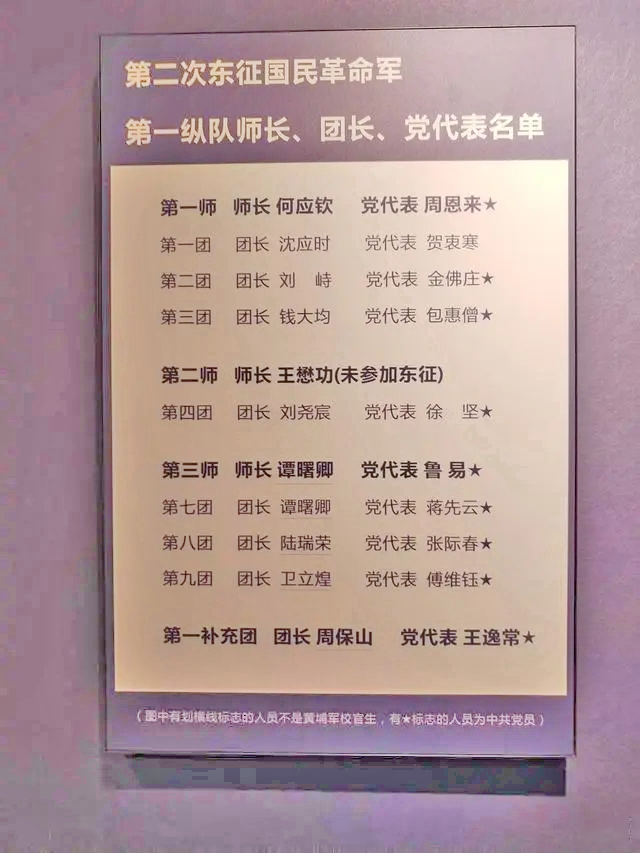 第二次东征国民革命军
第一纵队师长、团长、党代表名单
第一师 师长 何应钦 党代表 周恩来★
第一团 团长 沈应时 党代表 贺衷寒
第二团 团长 刘 峙 党代表 金佛庄★
第三团 团长 钱大均 党代表 包惠僧★
第二师 师长 王懋功(未参加东征)
第四团 团长 刘尧宸 党代表 徐 坚★
第三师 师长 谭曙卿 党代表 鲁 易★
第七团 团长 谭曙卿 党代表 蒋先云★
第八团 团长 陆瑞荣 党代表 张际春★
第九团 团长 卫立煌 党代表 傅维钰★
第一补充团 团长 周保山 党代表 王逸常★
（图中有划横线标志的人员不是黄埔军校官生，有★标志的人员为中共党员）